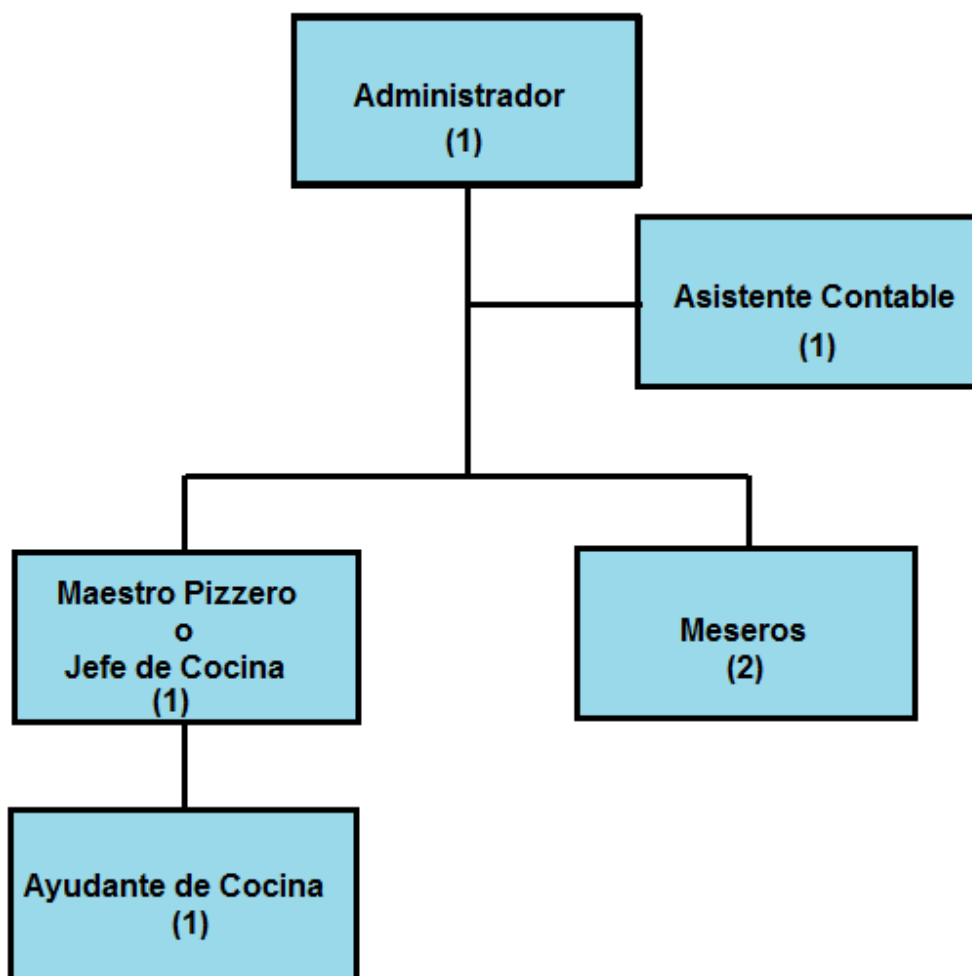 Administrador
(1)
Asistente Contable
(1)
Maestro Pizzero
o
Jefe de Cocina
(1)
Meseros
(2)
Ayudante de Cocina
(1)